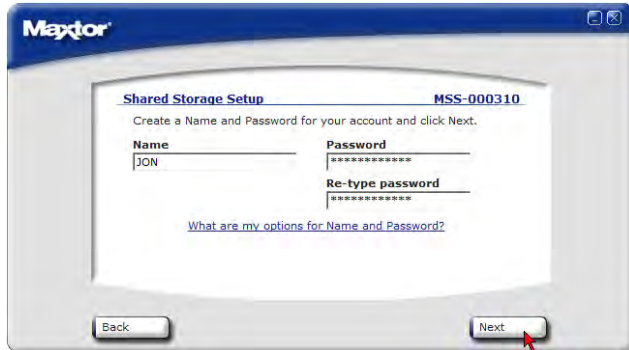 Maxtor
Shared Storage Setup MSS-000310
Create a Name and Password for your account and click Next.
Name Password
JON ************
Re-type password
************
What are my options for Name and Password?
Back Next